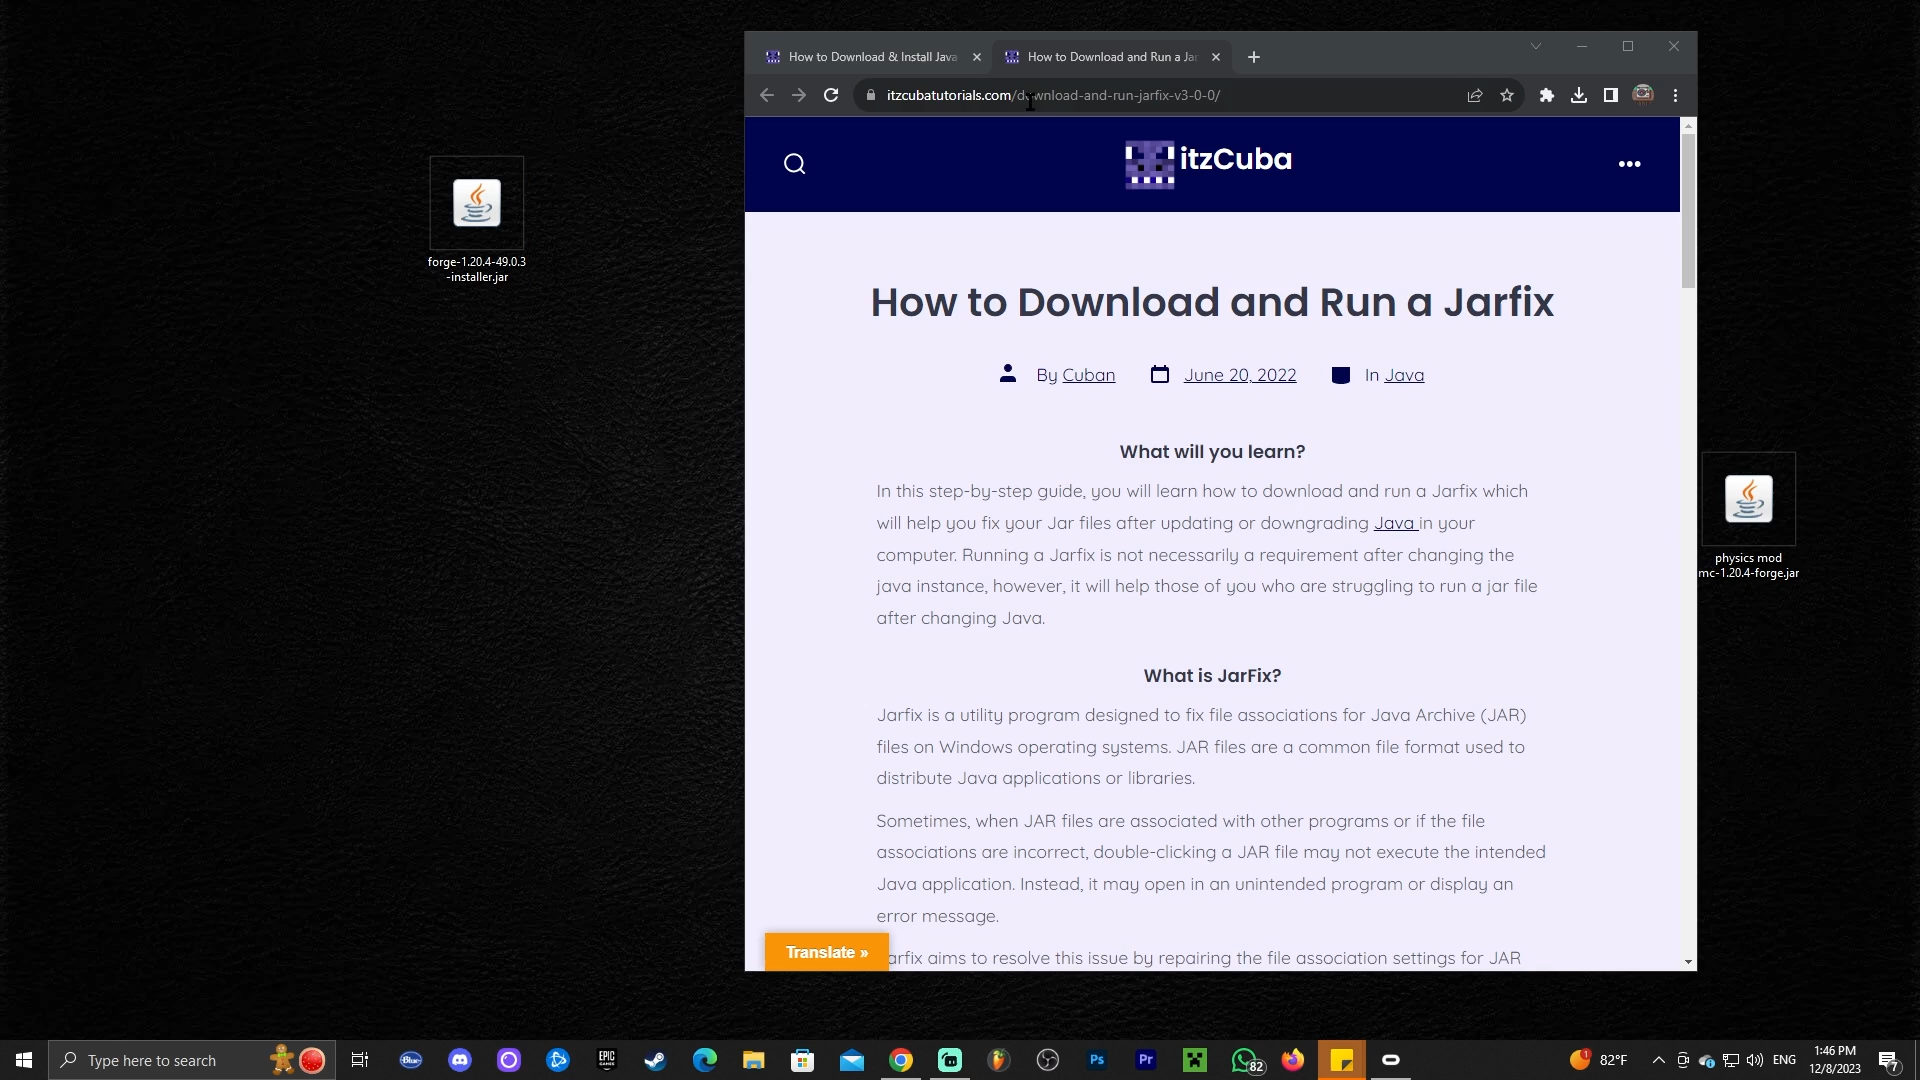 How to Download & Install Java
How to Download and Run a Jar
itzcubatutorials.com/download-and-run-jarfix-v3-0-0/
itzCuba
forge-1.20.4-49.0.3
-installer.jar
How to Download and Run a Jarfix
By Cuban
June 20, 2022
In Java
What will you learn?
In this step-by-step guide, you will learn how to download and run a Jarfix which
will help you fix your Jar files after updating or downgrading Java in your
computer. Running a Jarfix is not necessarily a requirement after changing the
java instance, however, it will help those of you who are struggling to run a jar file
after changing Java.
physics mod
mc-1.20.4-forge.jar
What is JarFix?
Jarfix is a utility program designed to fix file associations for Java Archive (JAR)
files on Windows operating systems. JAR files are a common file format used to
distribute Java applications or libraries.
Sometimes, when JAR files are associated with other programs or if the file
associations are incorrect, double-clicking a JAR file may not execute the intended
Java application. Instead, it may open in an unintended program or display an
error message.
Translate »
arfix aims to resolve this issue by repairing the file association settings for JAR
Type here to search
Blue
EPIC
GAMES
Ps
Pr
82
1
82°F
ENG
1:46 PM
12/8/2023
7